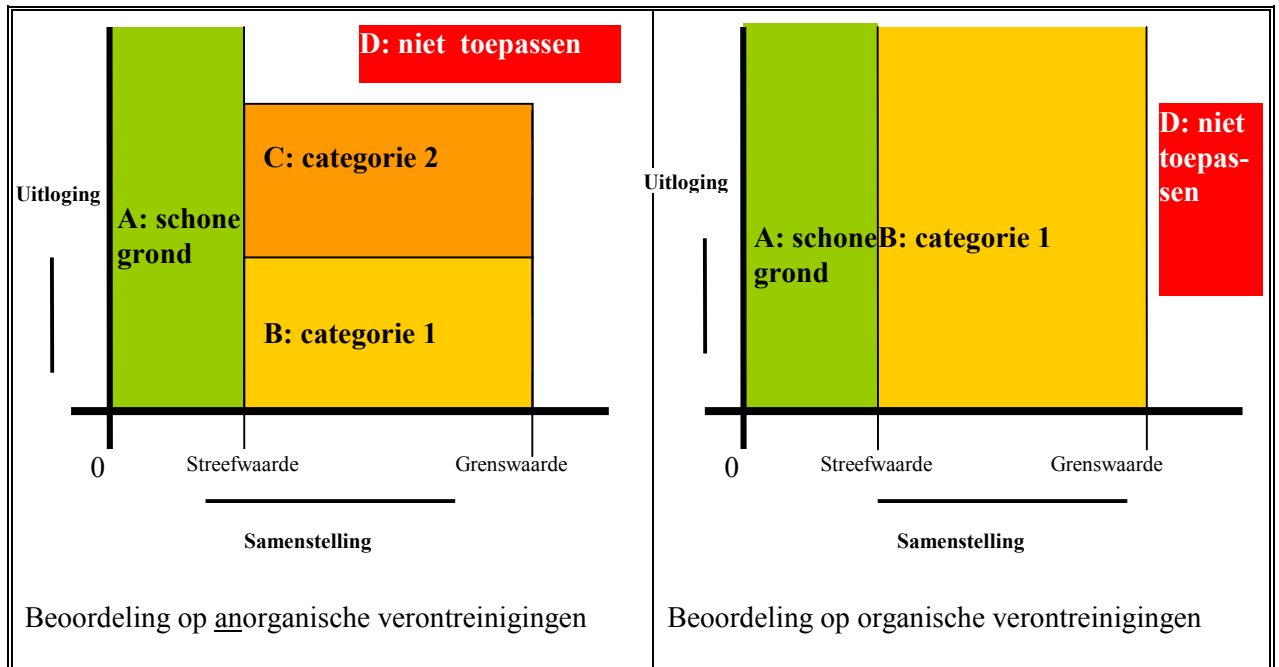 D: niet toepassen
C: categorie 2
Uitloging
A: schone
grond
B: categorie 1
0
Streefwaarde
Grenswaarde
Samenstelling
Beoordeling op anorganische verontreinigingen
D: niet
toepas-
sen
Uitloging
A: schone
grond
B: categorie 1
0
Streefwaarde
Grenswaarde
Samenstelling
Beoordeling op organische verontreinigingen